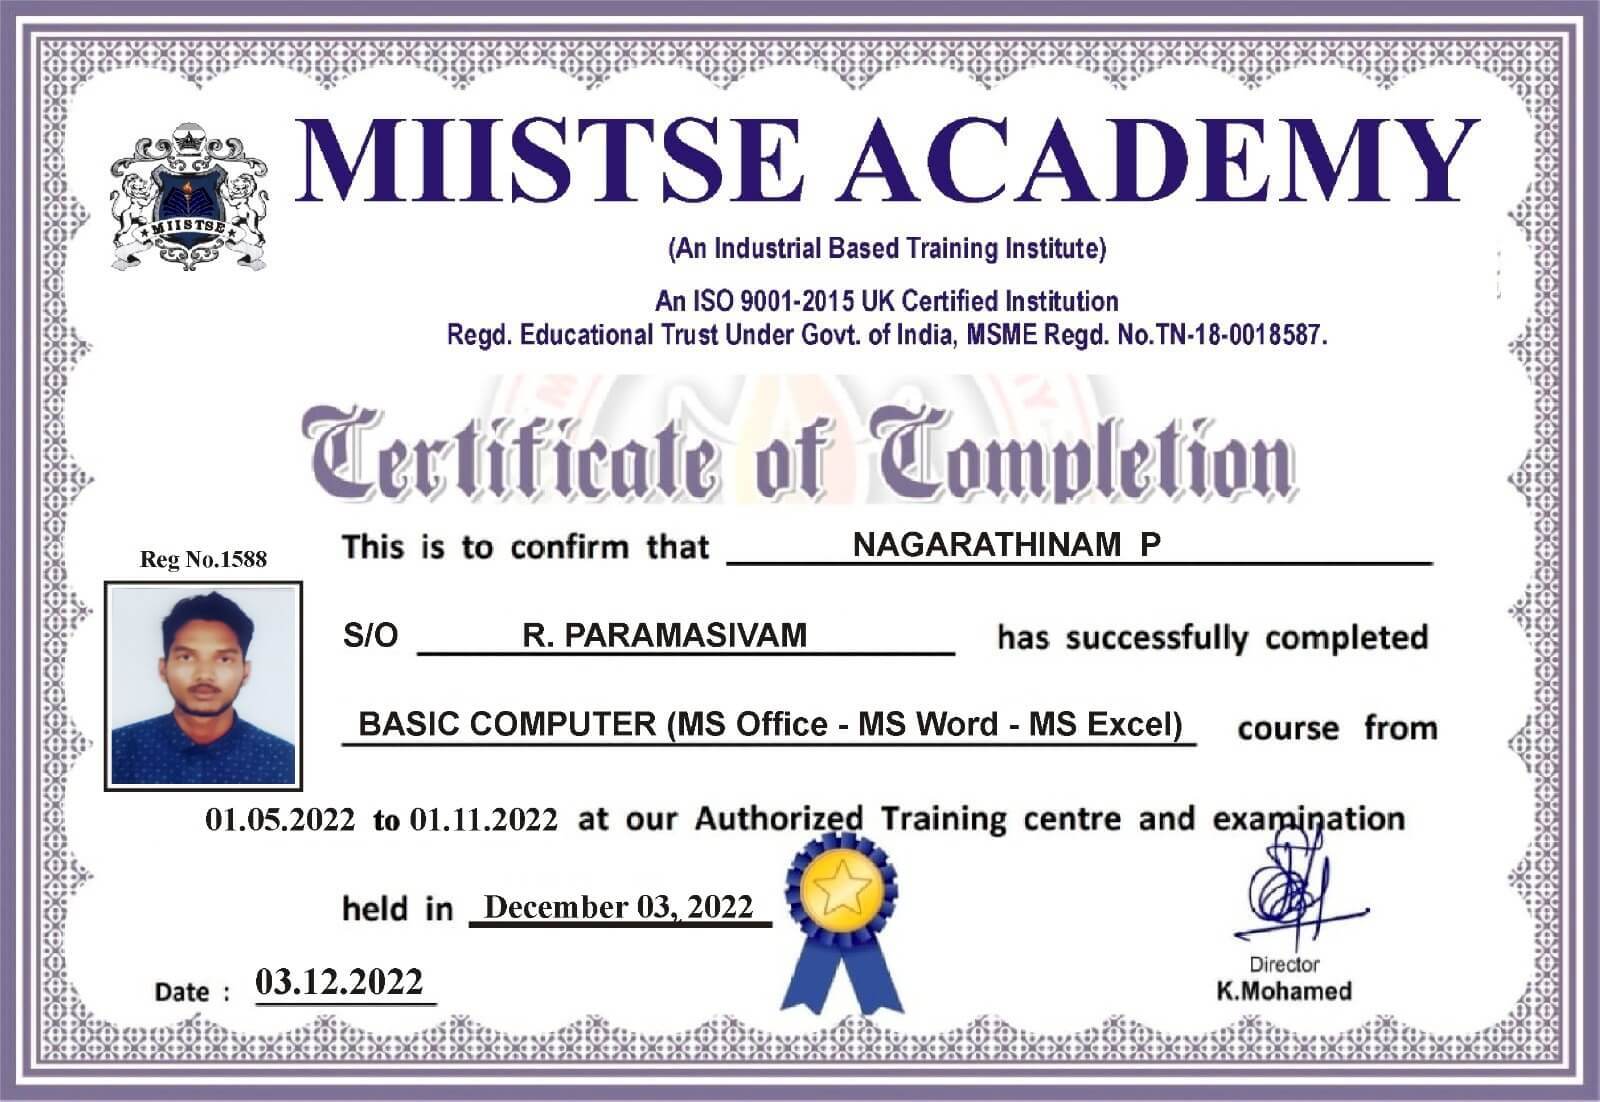 MIISTSE ACADEMY
MIISTSE
(An Industrial Based Training Institute)
An ISO 9001-2015 UK Certified Institution
Regd. Educational Trust Under Govt. of India, MSME Regd. No.TN-18-0018587.
Certificate of Completion
Reg No.1588
This is to confirm that NAGARATHINAM P
S/O R. PARAMASIVAM has successfully completed
BASIC COMPUTER (MS Office - MS Word - MS Excel) course from
01.05.2022 to 01.11.2022 at our Authorized Training centre and examination
held in December 03, 2022
Date : 03.12.2022
Director
K.Mohamed